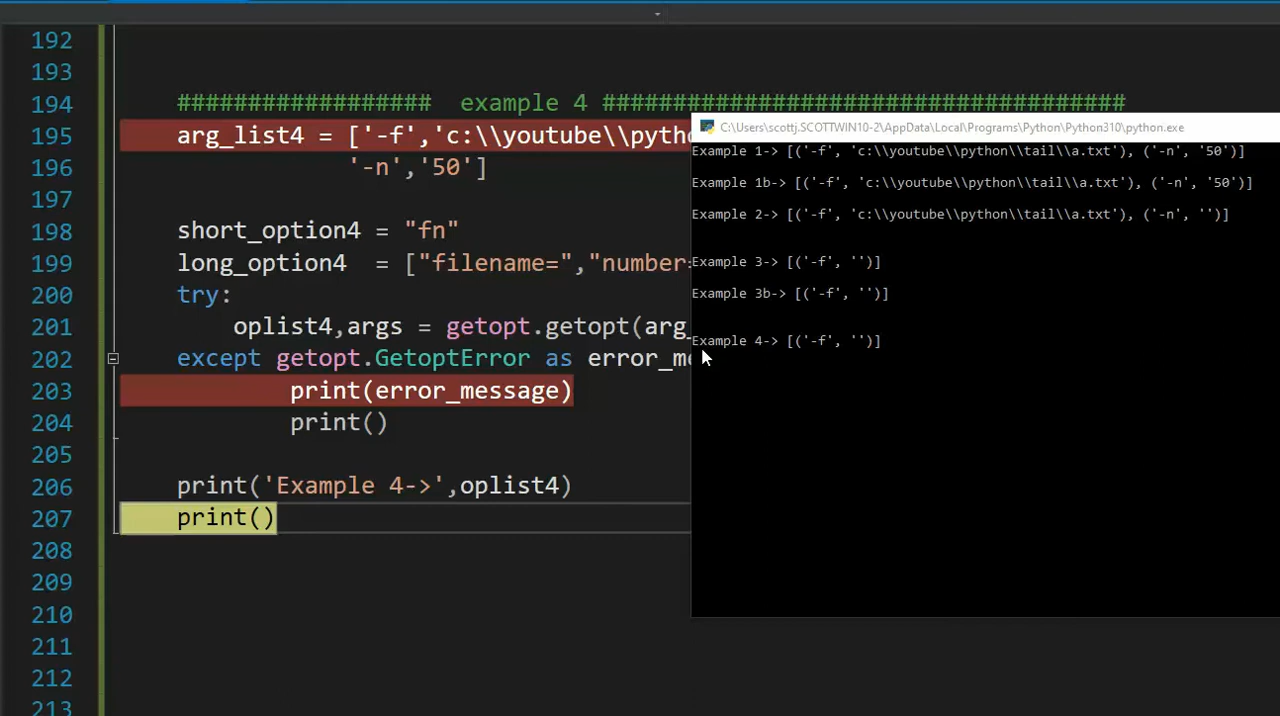 192
193
194 ################## example 4 #####################################
195 arg_list4 = ['-f','c:\\youtube\\pyth
196 '-n','50']
197
198 short_option4 = "fn"
199 long_option4 = ["filename=","number=
200 try:
201 oplist4,args = getopt.getopt(arg_
202 except getopt.GetoptError as error_me
203 print(error_message)
204 print()
205
206 print('Example 4->',oplist4)
207 print()
208
209
210
211
212
213
C:\Users\scottj.SCOTTWIN10-2\AppData\Local\Programs\Python\Python310\python.exe
Example 1-> [('-f', 'c:\\youtube\\python\\tail\\a.txt'), ('-n', '50')]
Example 1b-> [('-f', 'c:\\youtube\\python\\tail\\a.txt'), ('-n', '50')]
Example 2-> [('-f', 'c:\\youtube\\python\\tail\\a.txt'), ('-n', '')]
Example 3-> [('-f', '')]
Example 3b-> [('-f', '')]
Example 4-> [('-f', '')]